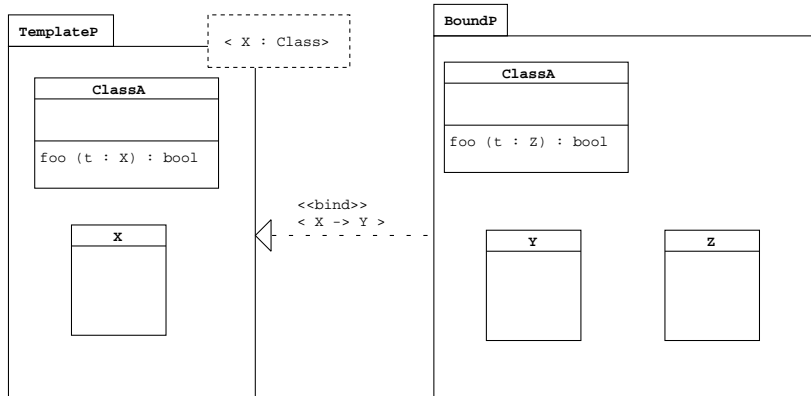 TemplateP
< X : Class>
ClassA
foo (t : X) : bool
X
<<bind>>
< X -> Y >
BoundP
ClassA
foo (t : Z) : bool
Y
Z